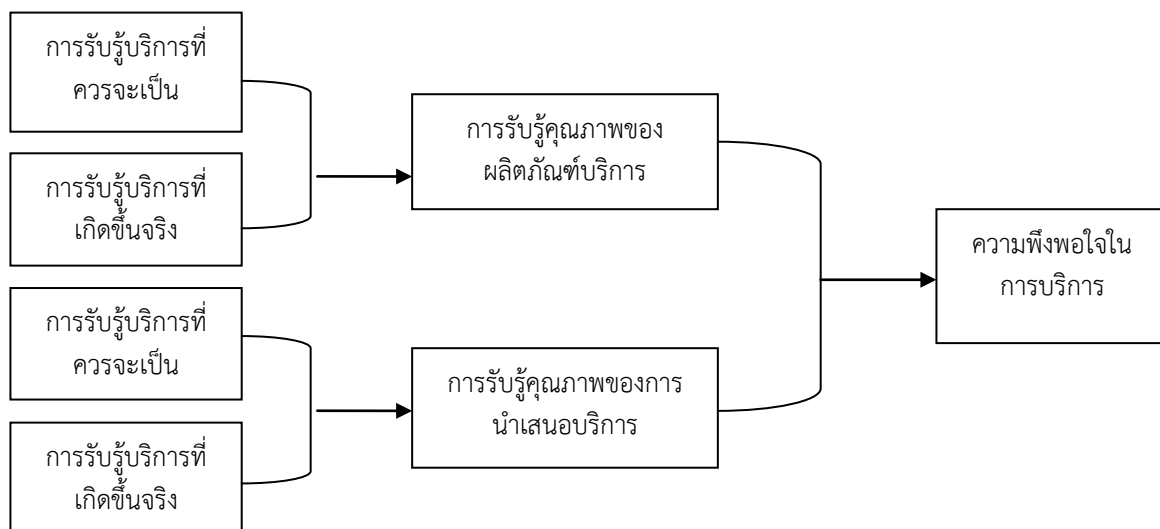 การรับรู้บริการที่
ควรจะเป็น
การรับรู้บริการที่
เกิดขึ้นจริง
การรับรู้บริการที่
ควรจะเป็น
การรับรู้บริการที่
เกิดขึ้นจริง
การรับรู้คุณภาพของ
ผลิตภัณฑ์บริการ
การรับรู้คุณภาพของการ
นำเสนอบริการ
ความพึงพอใจใน
การบริการ